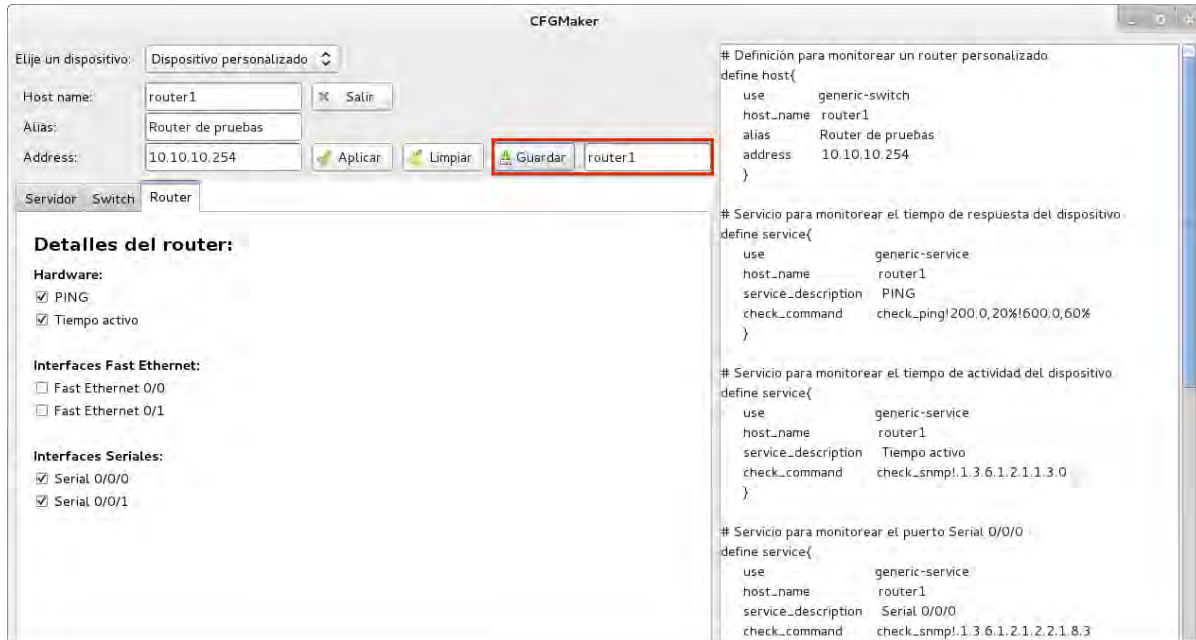 CFGMaker
Elije un dispositivo: Dispositivo personalizado
Host name: router1 Salir
Alias: Router de pruebas
Address: 10.10.10.254 Aplicar Limpiar Guardar router1
Servidor Switch Router
Detalles del router:
Hardware:
PING
Tiempo activo
Interfaces Fast Ethernet:
Fast Ethernet 0/0
Fast Ethernet 0/1
Interfaces Seriales:
Serial 0/0/0
Serial 0/0/1
# Definición para monitorear un router personalizado
define host{
use generic-switch
host_name router1
alias Router de pruebas
address 10.10.10.254
}
# Servicio para monitorear el tiempo de respuesta del dispositivo
define service{
use generic-service
host_name router1
service_description PING
check_command check_ping!200.0,20%!600.0,60%
}
# Servicio para monitorear el tiempo de actividad del dispositivo
define service{
use generic-service
host_name router1
service_description Tiempo activo
check_command check_snmp!.1.3.6.1.2.1.1.3.0
}
# Servicio para monitorear el puerto Serial 0/0/0
define service{
use generic-service
host_name router1
service_description Serial 0/0/0
check_command check_snmp!.1.3.6.1.2.1.2.2.1.8.3